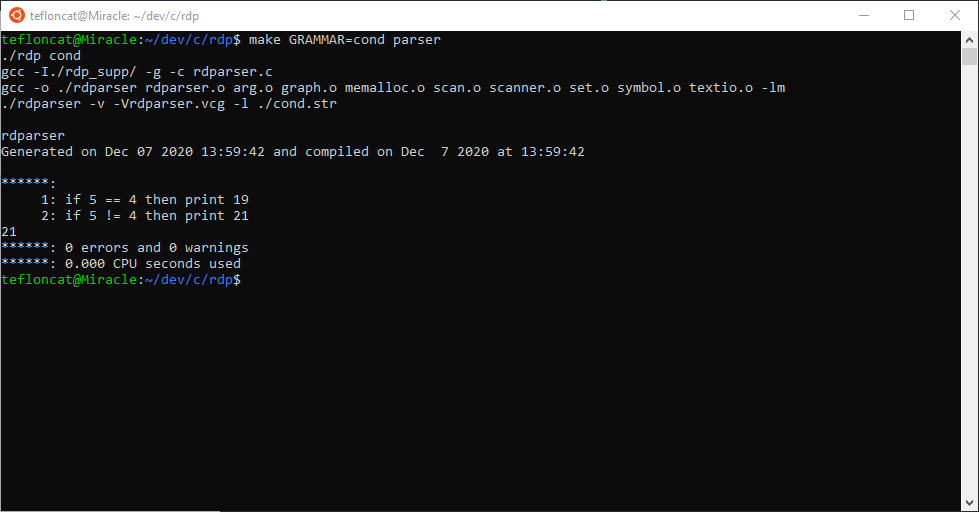 tefloncat@Miracle: ~/dev/c/rdp
tefloncat@Miracle:~/dev/c/rdp$ make GRAMMAR=cond parser
./rdp cond
gcc -I./rdp_supp/ -g -c rdparser.c
gcc -o ./rdparser rdparser.o arg.o graph.o memalloc.o scan.o scanner.o set.o symbol.o textio.o -lm
./rdparser -v -Vrdparser.vcg -l ./cond.str
rdparser
Generated on Dec 07 2020 13:59:42 and compiled on Dec  7 2020 at 13:59:42
******:
     1: if 5 == 4 then print 19
     2: if 5 != 4 then print 21
21
******: 0 errors and 0 warnings
******: 0.000 CPU seconds used
tefloncat@Miracle:~/dev/c/rdp$